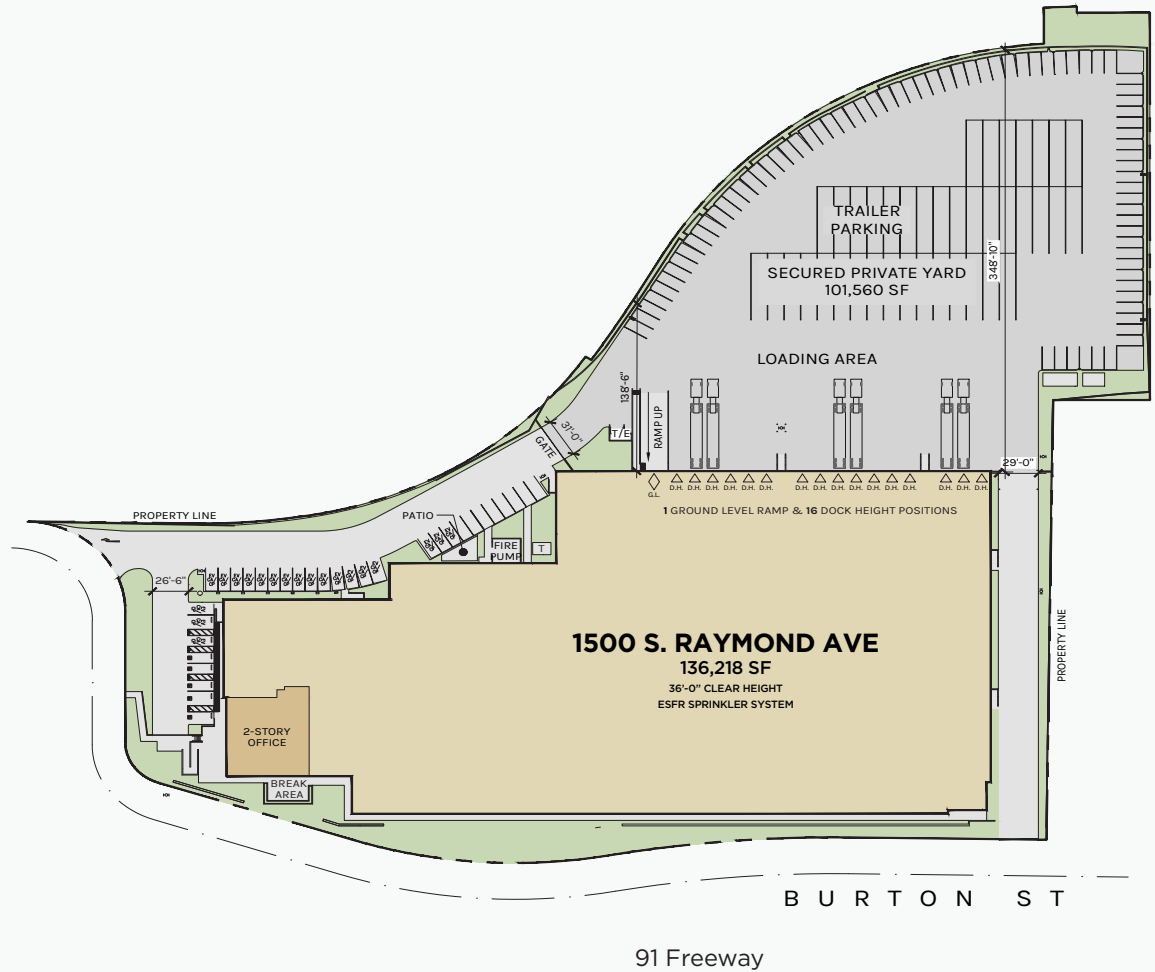 TRAILER
PARKING
SECURED PRIVATE YARD
101,560 SF
348'-10"
LOADING AREA
138'-6"
RAMP UP
T/E
31'-0"
GATE
29'-0"
G.L.
D.H. D.H. D.H. D.H. D.H. D.H. D.H. D.H. D.H. D.H. D.H. D.H. D.H. D.H. D.H. D.H.
1 GROUND LEVEL RAMP & 16 DOCK HEIGHT POSITIONS
PROPERTY LINE
PATIO
FIRE
PUMP
T
26'-6"
1500 S. RAYMOND AVE
136,218 SF
36'-0" CLEAR HEIGHT
ESFR SPRINKLER SYSTEM
PROPERTY LINE
2-STORY
OFFICE
BREAK
AREA
BURTON ST
91 Freeway